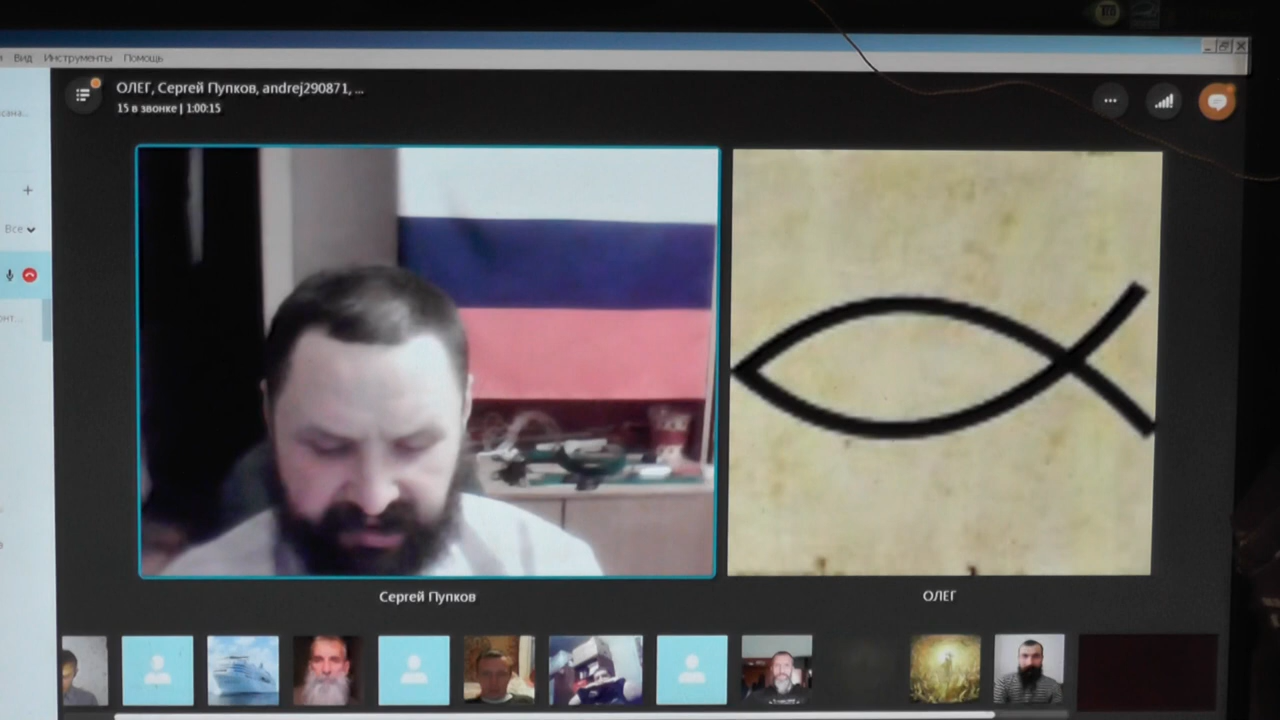 Вид Инструменты Помощь
ОЛЕГ, Сергей Пупков, andrej290871, ...
15 в звонке | 1:00:15
Все
Сергей Пупков
ОЛЕГ